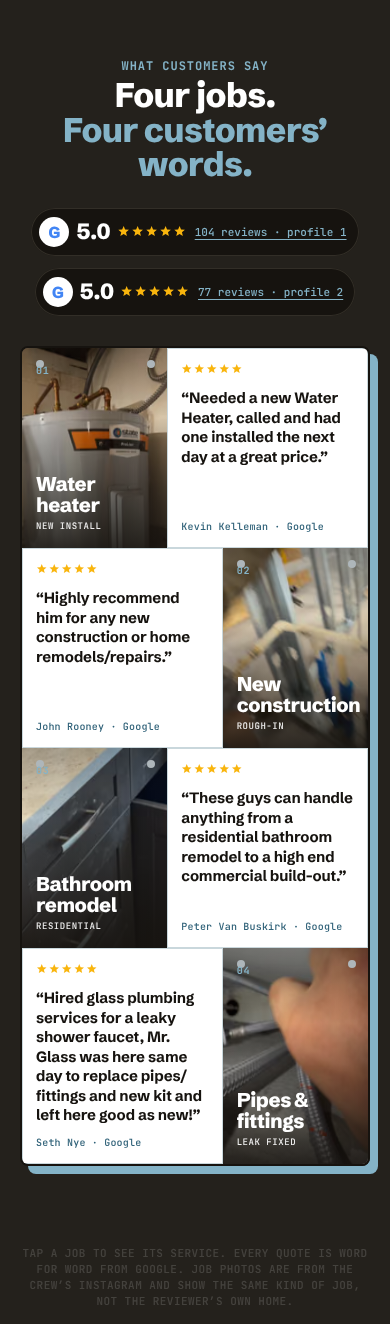 WHAT CUSTOMERS SAY
Four jobs.
Four customers’
words.
G 5.0 ★★★★★ 104 reviews · profile 1
G 5.0 ★★★★★ 77 reviews · profile 2
01
Water
heater
NEW INSTALL
★★★★★
“Needed a new Water
Heater, called and had
one installed the next
day at a great price.”
Kevin Kelleman · Google
★★★★★
“Highly recommend
him for any new
construction or home
remodels/repairs.”
John Rooney · Google
02
New
construction
ROUGH-IN
Bathroom
remodel
RESIDENTIAL
★★★★★
“These guys can handle
anything from a
residential bathroom
remodel to a high end
commercial build-out.”
Peter Van Buskirk · Google
★★★★★
“Hired glass plumbing
services for a leaky
shower faucet, Mr.
Glass was here same
day to replace pipes/
fittings and new kit and
left here good as new!”
Seth Nye · Google
04
Pipes &
fittings
LEAK FIXED
TAP A JOB TO SEE ITS SERVICE. EVERY QUOTE IS WORD
FOR WORD FROM GOOGLE. JOB PHOTOS ARE FROM THE
CREW’S INSTAGRAM AND SHOW THE SAME KIND OF JOB,
NOT THE REVIEWER’S OWN HOME.